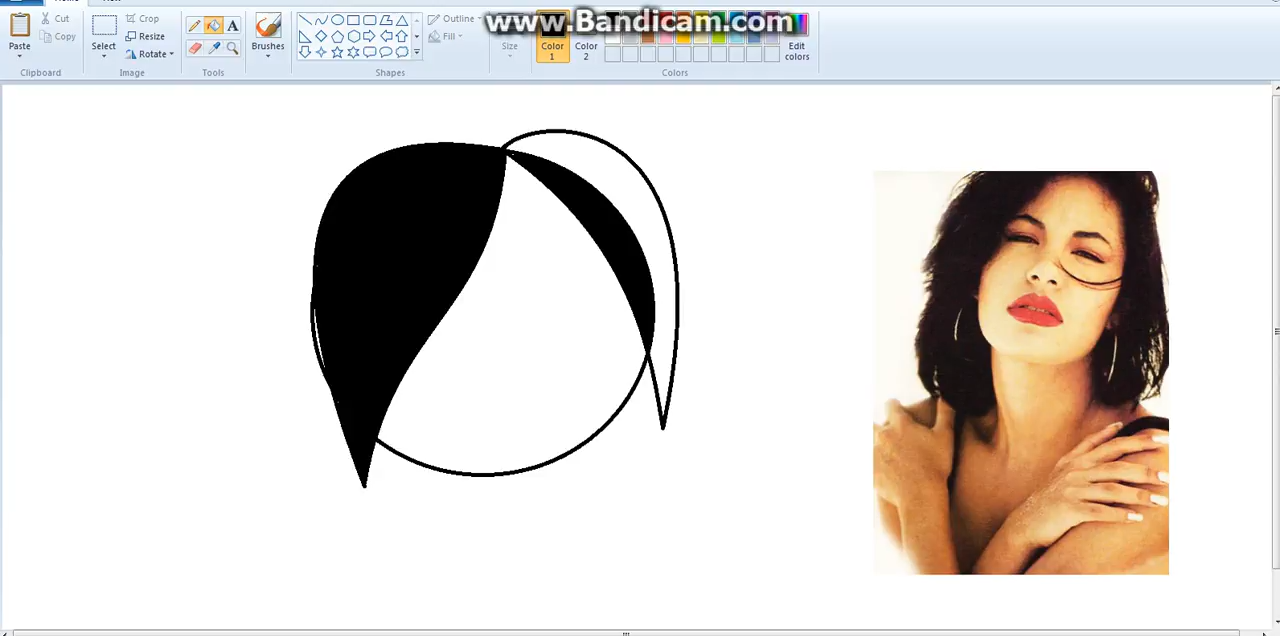 www.Bandicam.com
Paste
Cut
Copy
Clipboard
Select
Crop
Resize
Rotate
Image
A
Tools
Brushes
Shapes
Outline
Fill
Size
Color
1
Color
2
Edit
colors
Colors